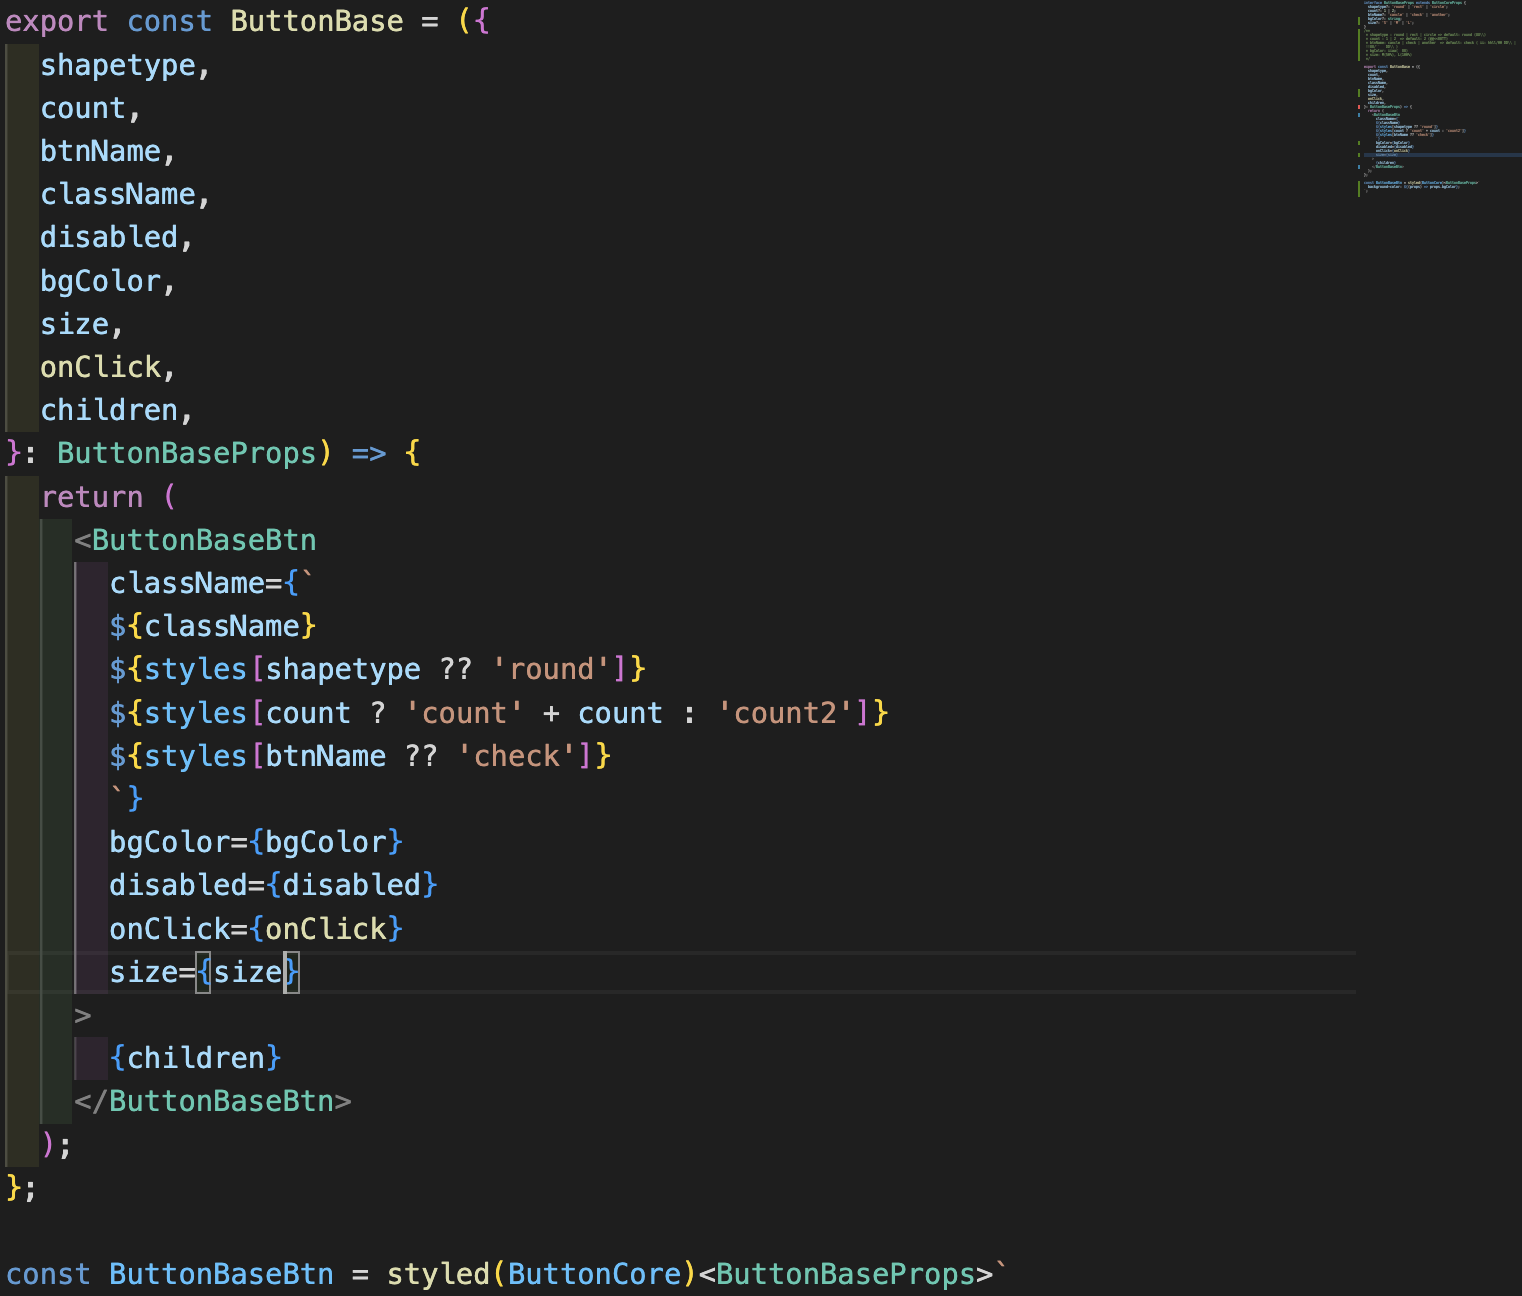 export const ButtonBase = ({
  shapetype,
  count,
  btnName,
  className,
  disabled,
  bgColor,
  size,
  onClick,
  children,
}: ButtonBaseProps) => {
  return (
    <ButtonBaseBtn
      className={`
      ${className}
      ${styles[shapetype ?? 'round']}
      ${styles[count ? 'count' + count : 'count2']}
      ${styles[btnName ?? 'check']}
      `}
      bgColor={bgColor}
      disabled={disabled}
      onClick={onClick}
      size={size}
    >
      {children}
    </ButtonBaseBtn>
  );
};
const ButtonBaseBtn = styled(ButtonCore)<ButtonBaseProps>`